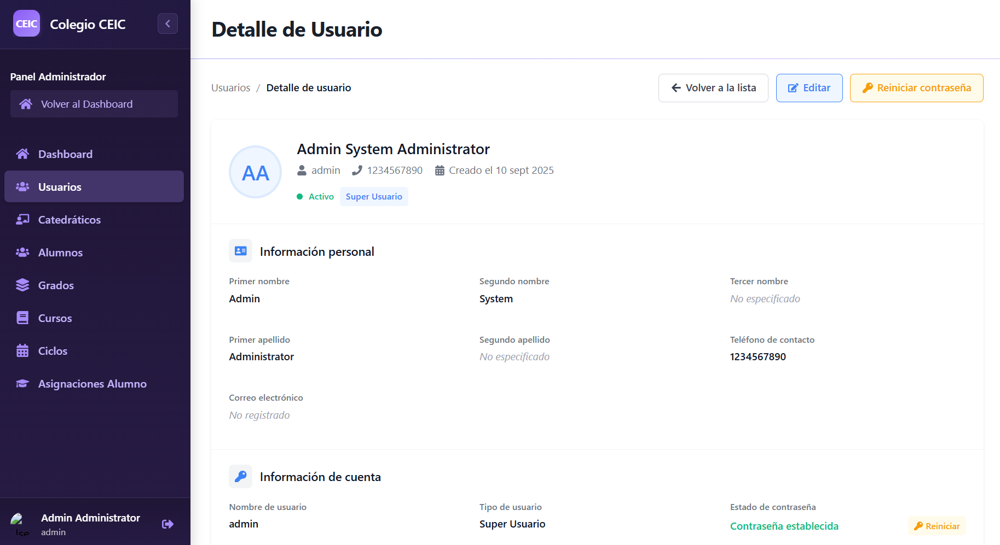 CEIC
Colegio CEIC
Panel Administrador
Volver al Dashboard
Dashboard
Usuarios
Catedráticos
Alumnos
Grados
Cursos
Ciclos
Asignaciones Alumno
Admin Administrator
admin
Detalle de Usuario
Usuarios / Detalle de usuario
Volver a la lista
Editar
Reiniciar contraseña
AA
Admin System Administrator
admin 1234567890 Creado el 10 sept 2025
Activo Super Usuario
Información personal
Primer nombre Segundo nombre Tercer nombre
Admin System No especificado
Primer apellido Segundo apellido Teléfono de contacto
Administrator No especificado 1234567890
Correo electrónico
No registrado
Información de cuenta
Nombre de usuario Tipo de usuario Estado de contraseña
admin Super Usuario Contraseña establecida Reiniciar